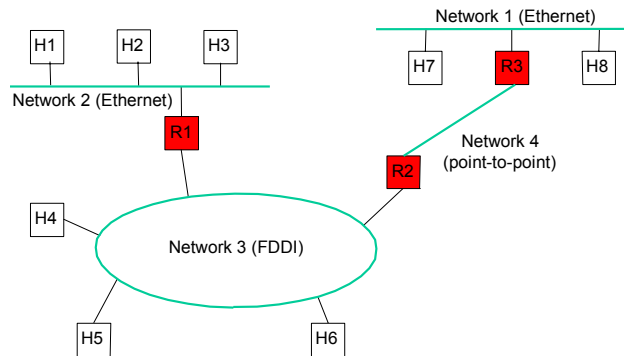 Network 1 (Ethernet)
H1
H2
H3
H7
R3
H8
Network 2 (Ethernet)
R1
Network 4
(point-to-point)
R2
H4
Network 3 (FDDI)
H5
H6